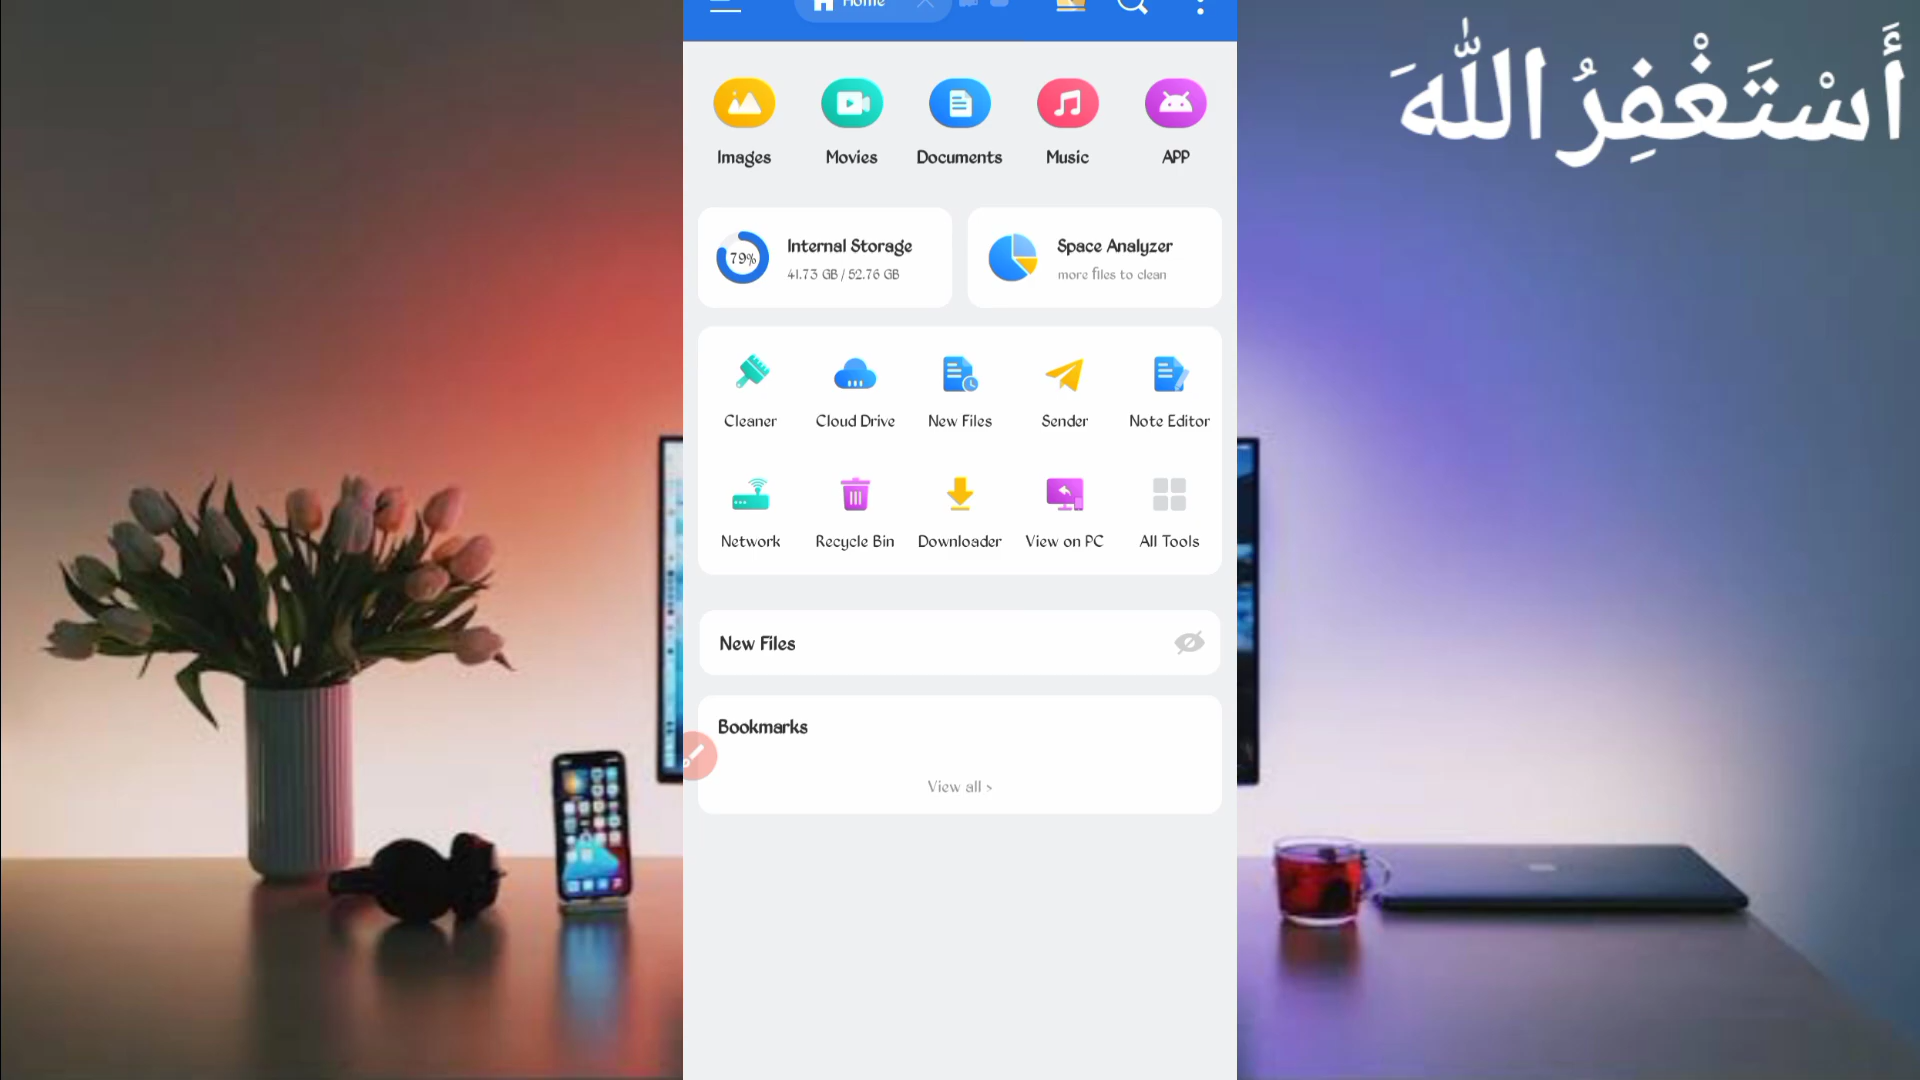 Home
أَسْتَغْفِرُ اللّٰهَ
Images
Movies
Documents
Music
APP
79%
Internal Storage
41.73 GB / 52.76 GB
Space Analyzer
more files to clean
Cleaner
Cloud Drive
New Files
Sender
Note Editor
Network
Recycle Bin
Downloader
View on PC
All Tools
New Files
Bookmarks
View all >